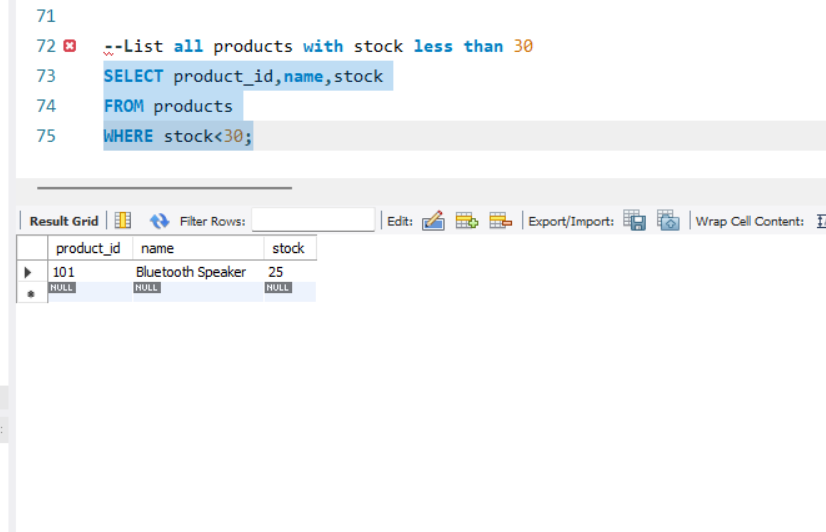 71
72 --List all products with stock less than 30
73 SELECT product_id,name,stock
74 FROM products
75 WHERE stock<30;
Result Grid Filter Rows: Edit: Export/Import: Wrap Cell Content:
product_id name stock
101 Bluetooth Speaker 25
NULL NULL NULL